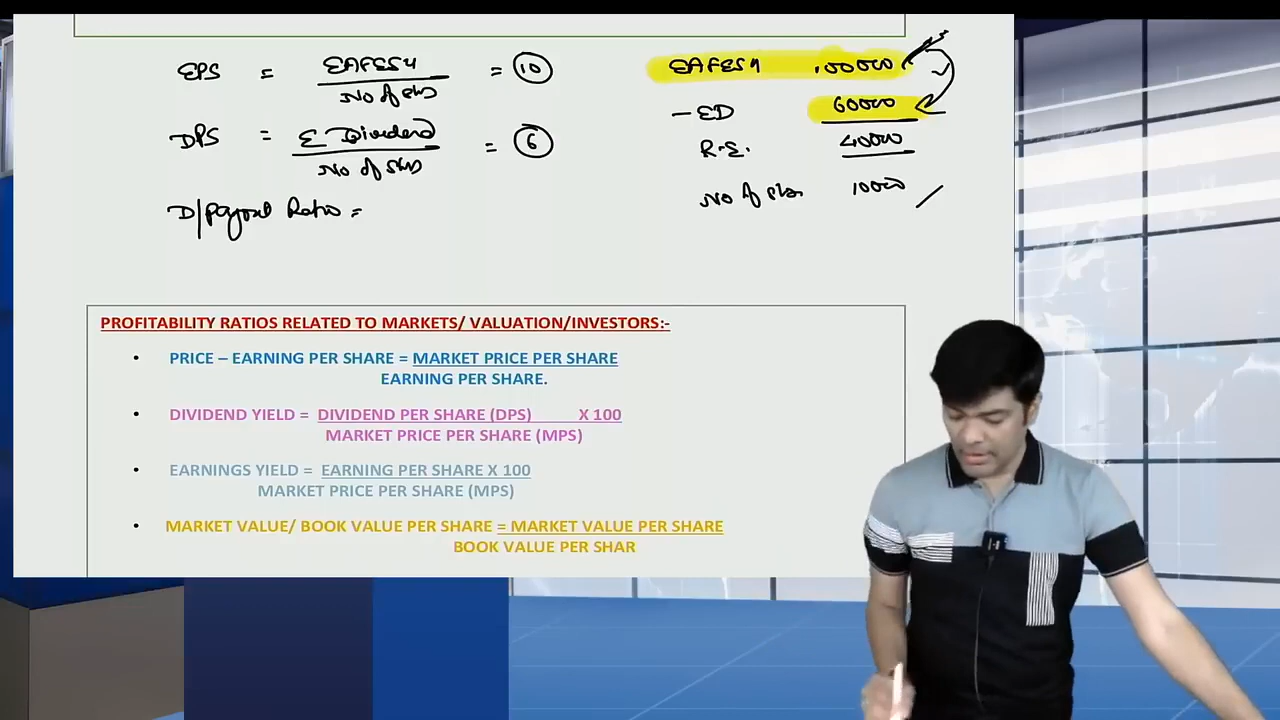 EPS = EAFESH / No of shs = 10
EAFESH 100000
DPS = E Dividend / No of shs = 6
- ED 60000
R.E. 40000
No of shs 10000
D/Payout Ratio =
PROFITABILITY RATIOS RELATED TO MARKETS/ VALUATION/INVESTORS:-
• PRICE – EARNING PER SHARE = MARKET PRICE PER SHARE
EARNING PER SHARE.
• DIVIDEND YIELD = DIVIDEND PER SHARE (DPS) X 100
MARKET PRICE PER SHARE (MPS)
• EARNINGS YIELD = EARNING PER SHARE X 100
MARKET PRICE PER SHARE (MPS)
• MARKET VALUE/ BOOK VALUE PER SHARE = MARKET VALUE PER SHARE
BOOK VALUE PER SHAR